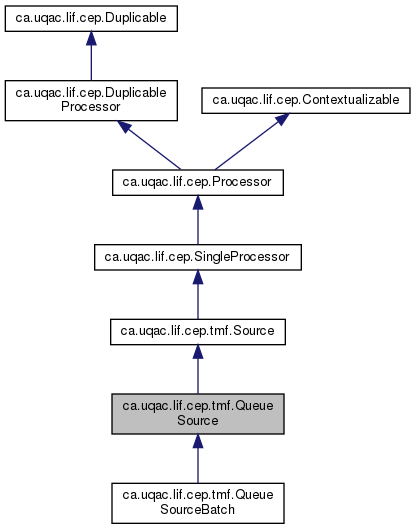 ca.uqac.lif.cep.Duplicable
ca.uqac.lif.cep.Duplicable
Processor
ca.uqac.lif.cep.Contextualizable
ca.uqac.lif.cep.Processor
ca.uqac.lif.cep.SingleProcessor
ca.uqac.lif.cep.tmf.Source
ca.uqac.lif.cep.tmf.Queue
Source
ca.uqac.lif.cep.tmf.Queue
SourceBatch